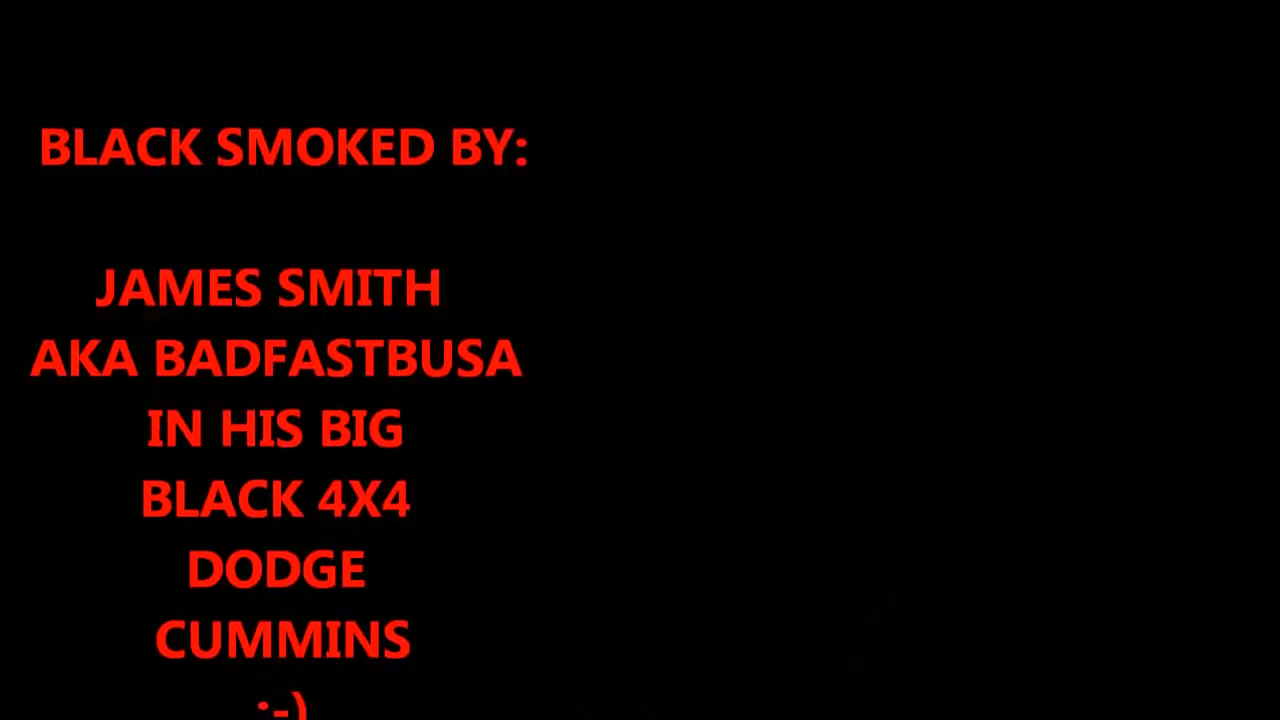 BLACK SMOKED BY:
JAMES SMITH
AKA BADFASTBUSA
IN HIS BIG
BLACK 4X4
DODGE
CUMMINS
:-)